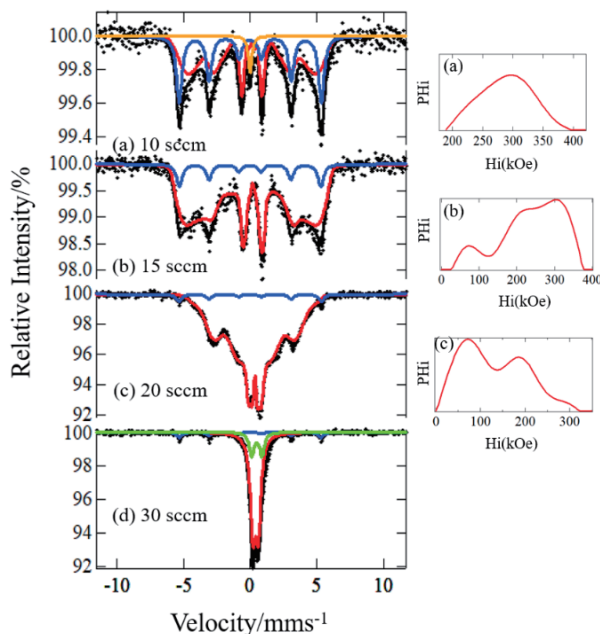 Relative Intensity/%
100.0
99.8
99.6
99.4
(a) 10 sccm
100.0
99.5
99.0
98.5
98.0
(b) 15 sccm
100
98
96
94
92
(c) 20 sccm
100
98
96
94
92
(d) 30 sccm
-10 -5 0 5 10
Velocity/mms-1
(a)
PHi
200 250 300 350 400
Hi(kOe)
(b)
PHi
0 100 200 300 400
Hi(kOe)
(c)
PHi
0 100 200 300
Hi(kOe)